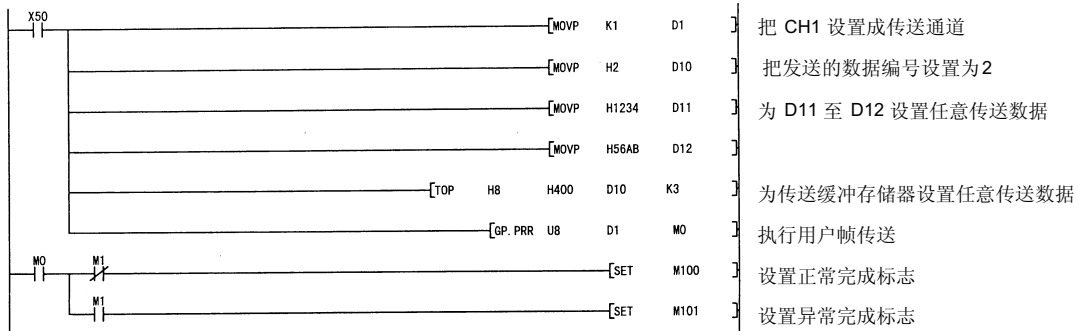 X50
[MOVP K1 D1 ] 把 CH1 设置成传送通道
[MOVP H2 D10 ] 把发送的数据编号设置为2
[MOVP H1234 D11 ] 为 D11 至 D12 设置任意传送数据
[MOVP H56AB D12 ]
[TOP H8 H400 D10 K3 ] 为传送缓冲存储器设置任意传送数据
[GP.PRR U8 D1 M0 ] 执行用户帧传送
M0 M1 [SET M100 ] 设置正常完成标志
M1 [SET M101 ] 设置异常完成标志